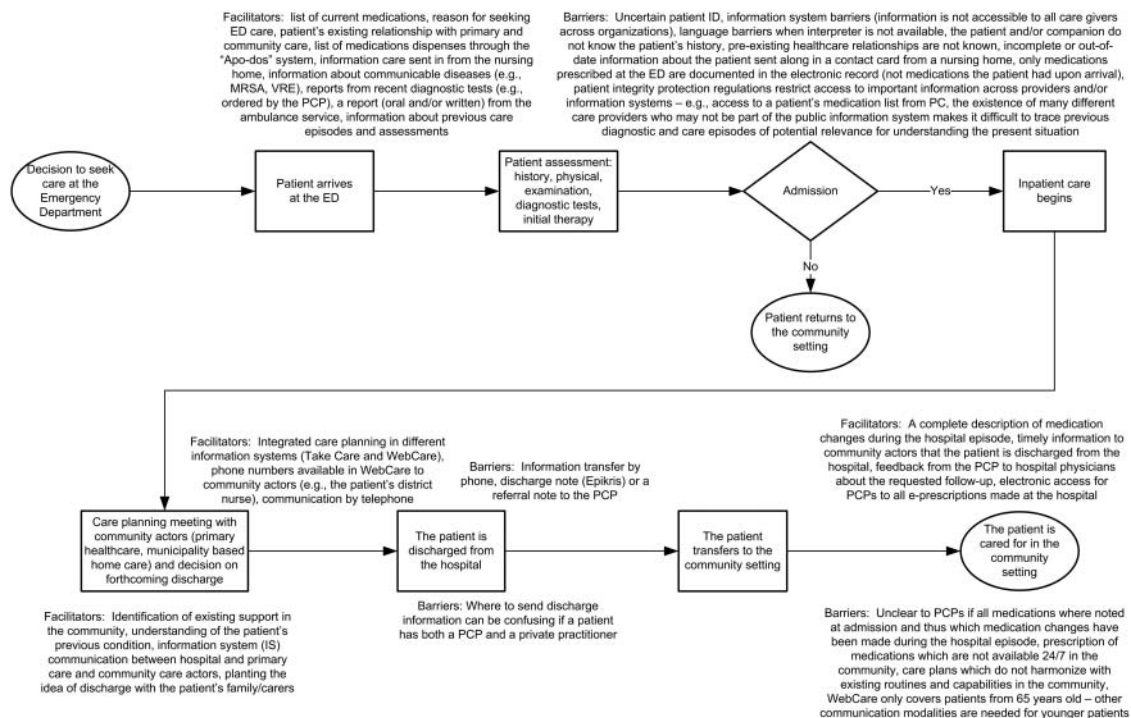 Facilitators: list of current medications, reason for seeking
ED care, patient's existing relationship with primary and
community care, list of medications dispenses through the
“Apo-dos” system, information care sent in from the nursing
home, information about communicable diseases (e.g.,
MRSA, VRE), reports from recent diagnostic tests (e.g.,
ordered by the PCP), a report (oral and/or written) from the
ambulance service, information about previous care
episodes and assessments
Barriers: Uncertain patient ID, information system barriers (information is not accessible to all care givers
across organizations), language barriers when interpreter is not available, the patient and/or companion do
not know the patient's history, pre-existing healthcare relationships are not known, incomplete or out-of-
date information about the patient sent along in a contact card from a nursing home, only medications
prescribed at the ED are documented in the electronic record (not medications the patient had upon arrival),
patient integrity protection regulations restrict access to important information across providers and/or
information systems – e.g., access to a patient's medication list from PC, the existence of many different
care providers who may not be part of the public information system makes it difficult to trace previous
diagnostic and care episodes of potential relevance for understanding the present situation
Decision to seek
care at the
Emergency
Department
Patient arrives
at the ED
Patient assessment:
history, physical,
examination,
diagnostic tests,
initial therapy
Admission
Yes
Inpatient care
begins
No
Patient returns to
the community
setting
Facilitators: Integrated care planning in different
information systems (Take Care and WebCare),
phone numbers available in WebCare to
community actors (e.g., the patient's district
nurse), communication by telephone
Barriers: Information transfer by
phone, discharge note (Epikris) or a
referral note to the PCP
Facilitators: A complete description of medication
changes during the hospital episode, timely information to
community actors that the patient is discharged from the
hospital, feedback from the PCP to hospital physicians
about the requested follow-up, electronic access for
PCPs to all e-prescriptions made at the hospital
Care planning meeting with
community actors (primary
healthcare, municipality based
home care) and decision on
forthcoming discharge
The patient is
discharged from
the hospital
The patient
transfers to the
community setting
The patient is
cared for in the
community
setting
Facilitators: Identification of existing support in
the community, understanding of the patient's
previous condition, information system (IS)
communication between hospital and primary
care and community care actors, planting the
idea of discharge with the patient's family/carers
Barriers: Where to send discharge
information can be confusing if a patient
has both a PCP and a private practitioner
Barriers: Unclear to PCPs if all medications where noted
at admission and thus which medication changes have
been made during the hospital episode, prescription of
medications which are not available 24/7 in the
community, care plans which do not harmonize with
existing routines and capabilities in the community,
WebCare only covers patients from 65 years old – other
communication modalities are needed for younger patients